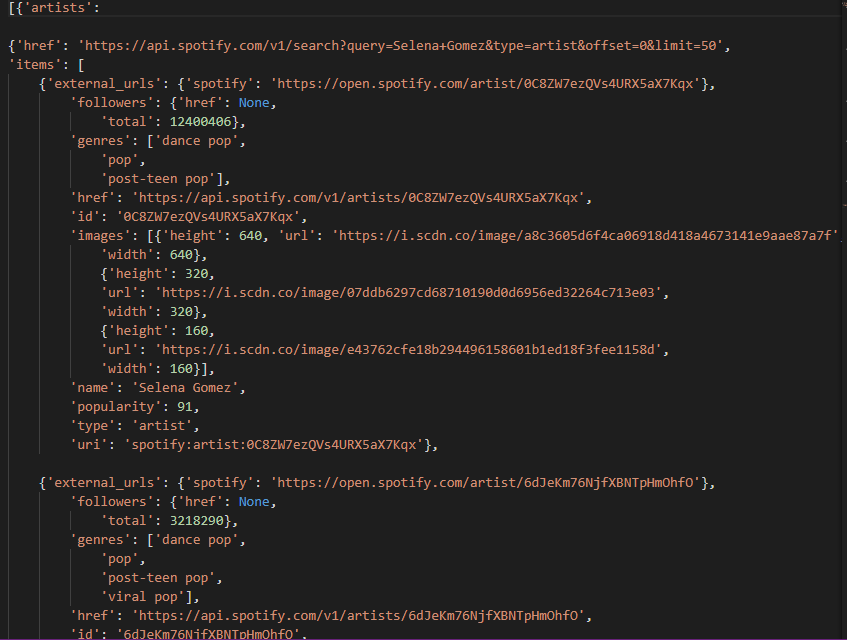 [{'artists':
{'href': 'https://api.spotify.com/v1/search?query=Selena+Gomez&type=artist&offset=0&limit=50',
'items': [
{'external_urls': {'spotify': 'https://open.spotify.com/artist/0C8ZW7ezQVs4URX5aX7Kqx'},
'followers': {'href': None,
'total': 12400406},
'genres': ['dance pop',
'pop',
'post-teen pop'],
'href': 'https://api.spotify.com/v1/artists/0C8ZW7ezQVs4URX5aX7Kqx',
'id': '0C8ZW7ezQVs4URX5aX7Kqx',
'images': [{'height': 640, 'url': 'https://i.scdn.co/image/a8c3605d6f4ca06918d418a4673141e9aae87a7f'
'width': 640},
{'height': 320,
'url': 'https://i.scdn.co/image/07ddb6297cd68710190d0d6956ed32264c713e03',
'width': 320},
{'height': 160,
'url': 'https://i.scdn.co/image/e43762cfe18b294496158601b1ed18f3fee1158d',
'width': 160}],
'name': 'Selena Gomez',
'popularity': 91,
'type': 'artist',
'uri': 'spotify:artist:0C8ZW7ezQVs4URX5aX7Kqx'},
{'external_urls': {'spotify': 'https://open.spotify.com/artist/6dJeKm76NjfXBNTpHmOhfO'},
'followers': {'href': None,
'total': 3218290},
'genres': ['dance pop',
'pop',
'post-teen pop',
'viral pop'],
'href': 'https://api.spotify.com/v1/artists/6dJeKm76NjfXBNTpHmOhfO',
'id': '6dJeKm76NjfXBNTpHmOhfO',